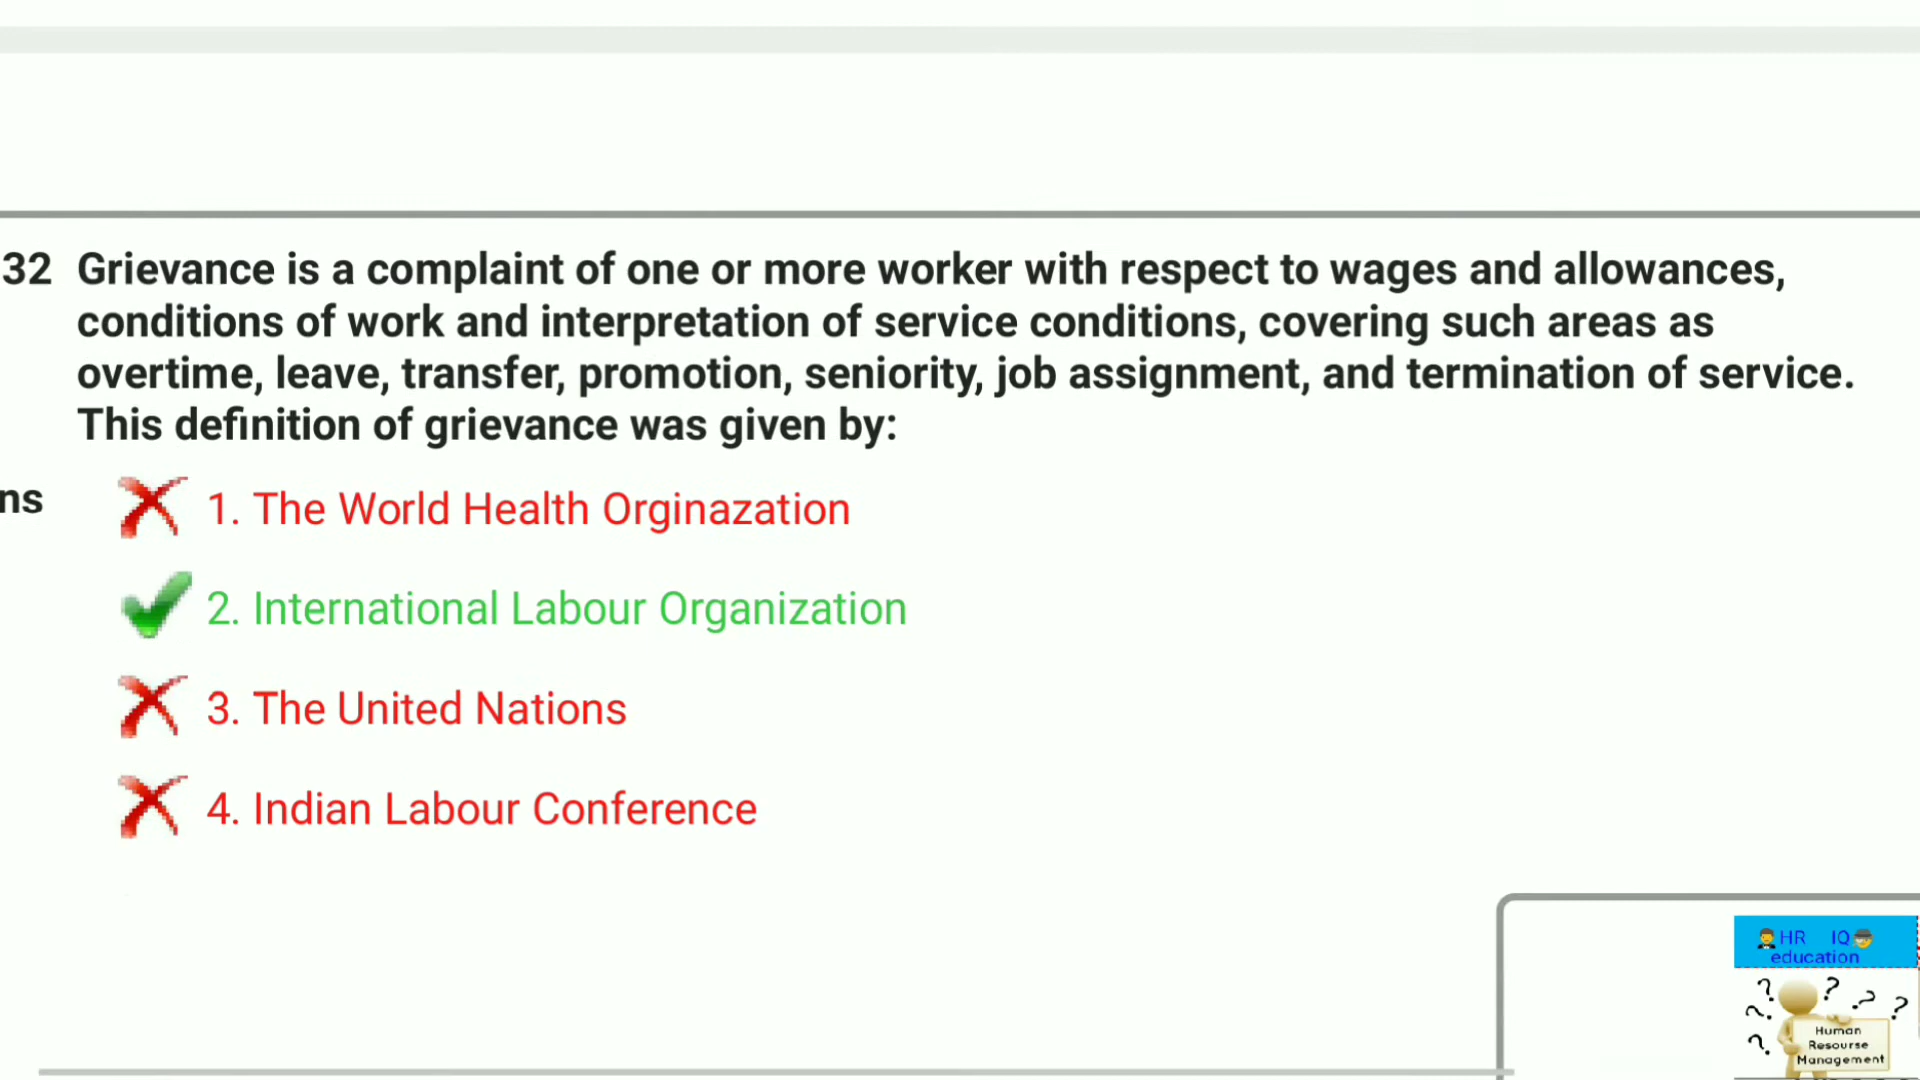 32 Grievance is a complaint of one or more worker with respect to wages and allowances,
conditions of work and interpretation of service conditions, covering such areas as
overtime, leave, transfer, promotion, seniority, job assignment, and termination of service.
This definition of grievance was given by:
ns
1. The World Health Orginazation
2. International Labour Organization
3. The United Nations
4. Indian Labour Conference
HR IQ
education
? ? ? ? ? ?
Human
Resourse
Management